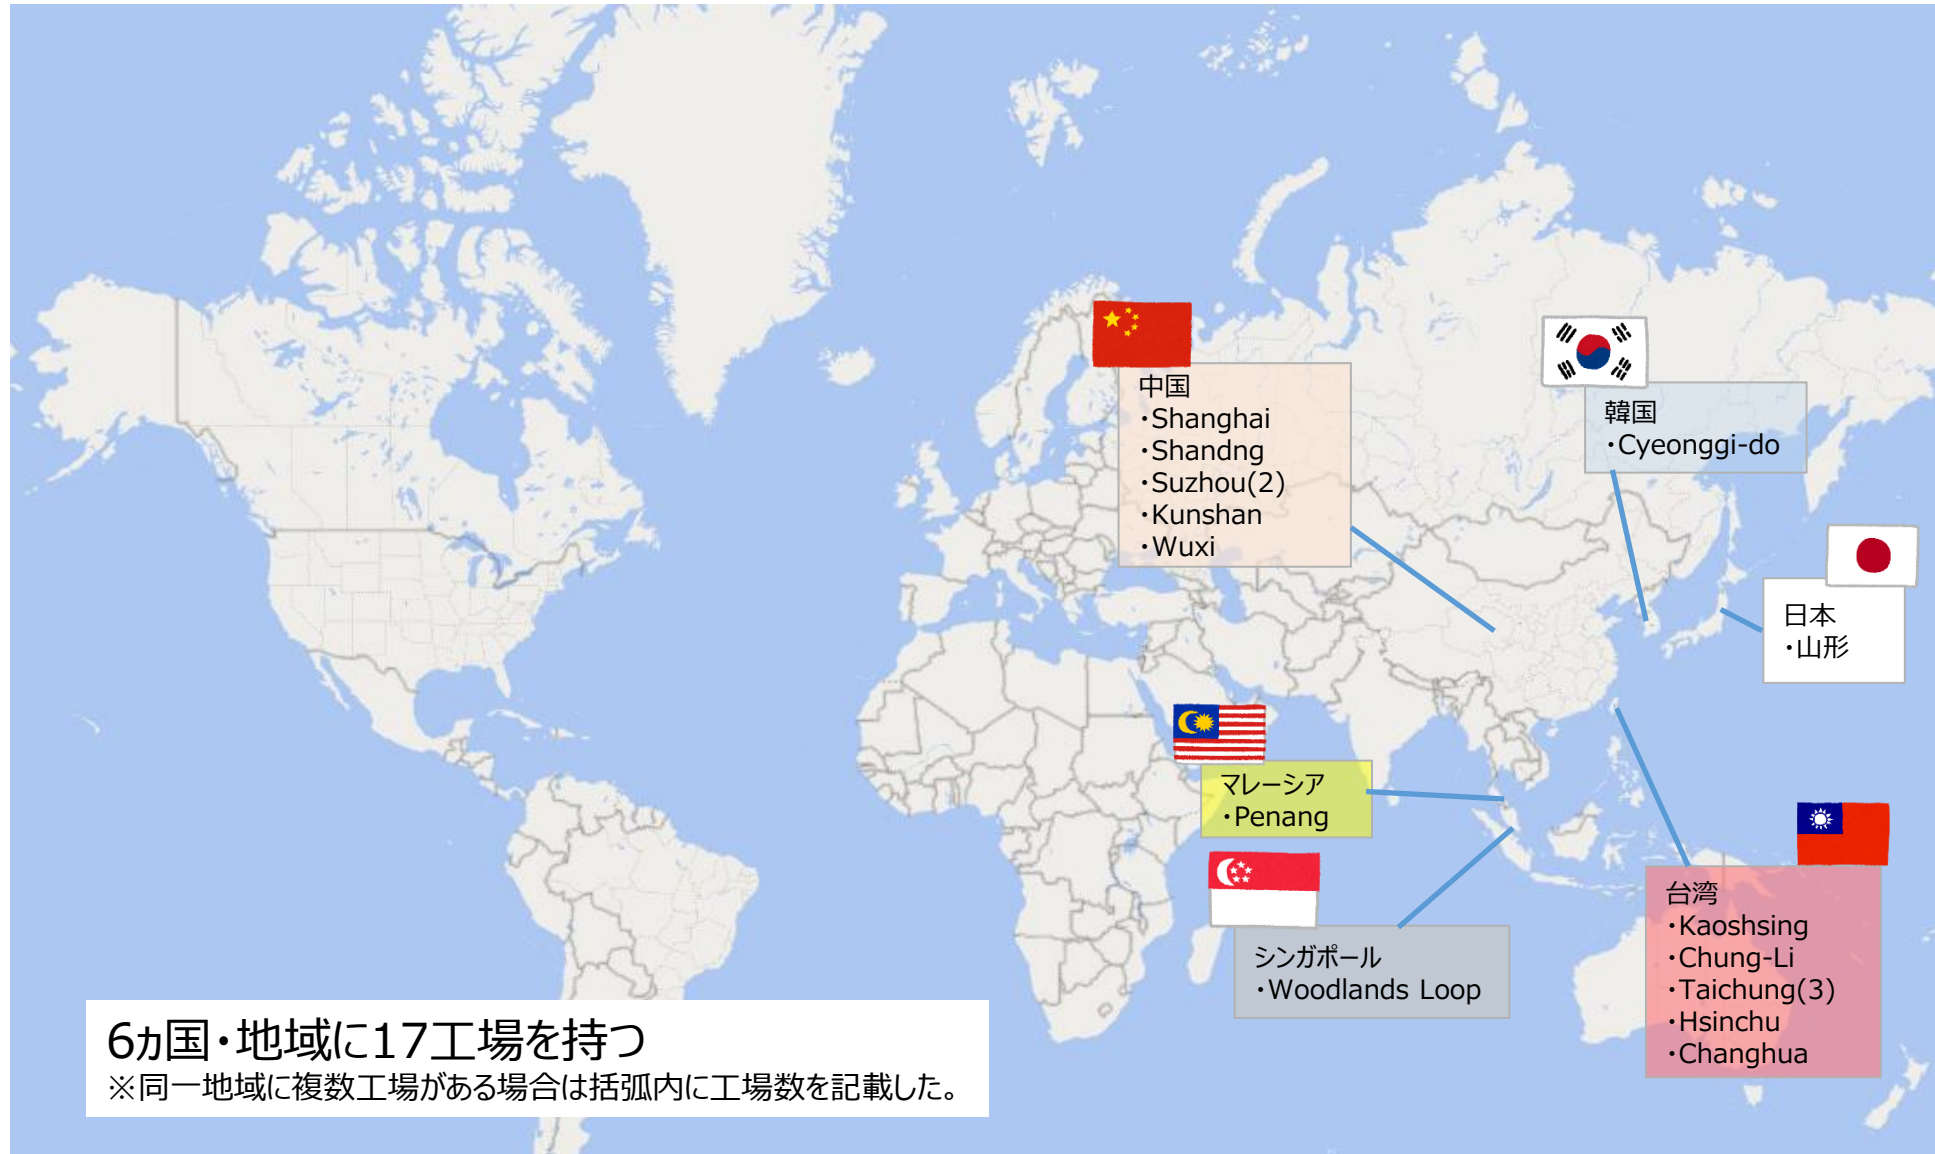 中国
・Shanghai
・Shandng
・Suzhou(2)
・Kunshan
・Wuxi
韓国
・Cyeonggi-do
日本
・山形
マレーシア
・Penang
シンガポール
・Woodlands Loop
台湾
・Kaoshsing
・Chung-Li
・Taichung(3)
・Hsinchu
・Changhua
6ヵ国・地域に17工場を持つ
※同一地域に複数工場がある場合は括弧内に工場数を記載した。